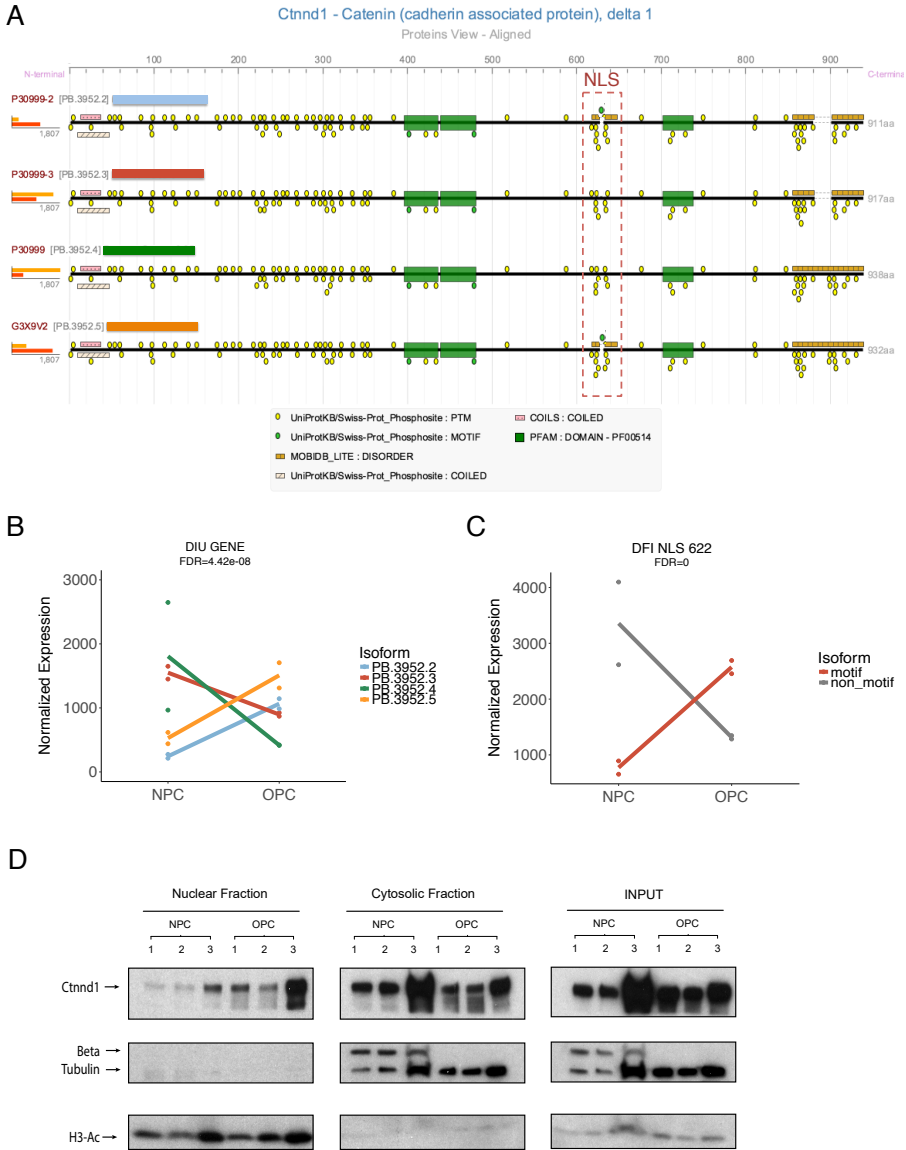 A
Ctnnd1 - Catenin (cadherin associated protein), delta 1
Proteins View - Aligned
100 200 300 400 500 600 700 800 900
N-terminal NLS C-termina
P30999-2 [PB.3952.2]
1,807 911aa
P30999-3 [PB.3952.3]
1,807 917aa
P30999 [PB.3952.4]
1,807 938aa
G3X9V2 [PB.3952.5]
1,807 932aa
UniProtKB/Swiss-Prot_Phosphosite : PTM COILS : COILED
UniProtKB/Swiss-Prot_Phosphosite : MOTIF PFAM : DOMAIN - PF00514
MOBIDB_LITE : DISORDER
UniProtKB/Swiss-Prot_Phosphosite : COILED
B
DIU GENE
FDR=4.42e-08
Normalized Expression
3000
2000
1000
0
NPC OPC
Isoform
PB.3952.2
PB.3952.3
PB.3952.4
PB.3952.5
C
DFI NLS 622
FDR=0
Normalized Expression
4000
3000
2000
1000
NPC OPC
Isoform
motif
non_motif
D
Nuclear Fraction Cytosolic Fraction INPUT
NPC OPC NPC OPC NPC OPC
1 2 3 1 2 3 1 2 3 1 2 3 1 2 3 1 2 3
Ctnnd1
Beta
Tubulin
H3-Ac